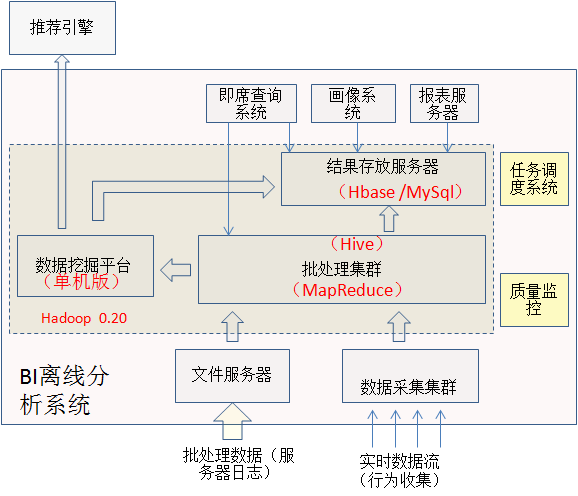 推荐引擎
即席查询
系统
画像系
统
报表服
务器
结果存放服务器
（Hbase /MySql）
任务调
度系统
数据挖掘平台
（单机版）
（Hive）
批处理集群
（MapReduce）
质量监
控
Hadoop 0.20
BI离线分
析系统
文件服务器
数据采集集群
批处理数据（服
务器日志）
实时数据流
（行为收集）